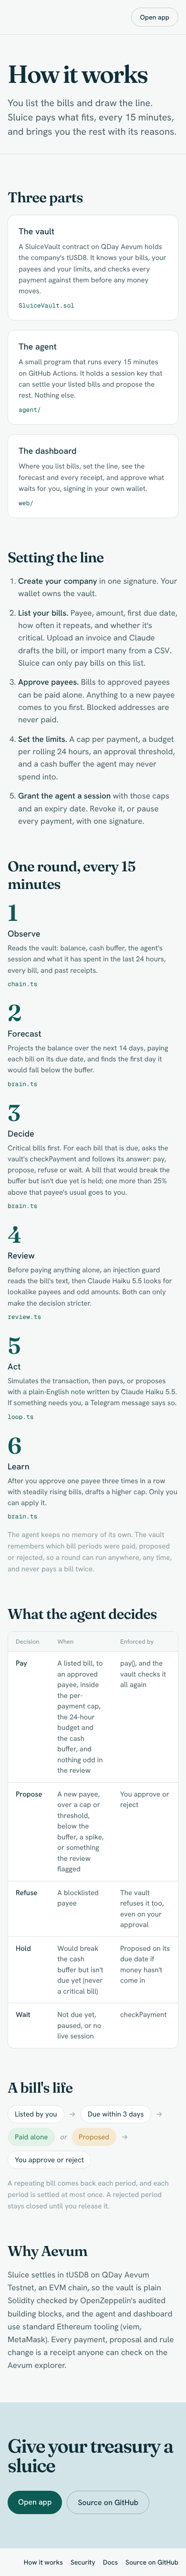 Open app
How it works
You list the bills and draw the line.
Sluice pays what fits, every 15 minutes,
and brings you the rest with its reasons.
Three parts
The vault
A SluiceVault contract on QDay Aevum holds
the company's tUSD8. It knows your bills, your
payees and your limits, and checks every
payment against them before any money
moves.
SluiceVault.sol
The agent
A small program that runs every 15 minutes
on GitHub Actions. It holds a session key that
can settle your listed bills and propose the
rest. Nothing else.
agent/
The dashboard
Where you list bills, set the line, see the
forecast and every receipt, and approve what
waits for you, signing in your own wallet.
web/
Setting the line
1. Create your company in one signature. Your
wallet owns the vault.
2. List your bills. Payee, amount, first due date,
how often it repeats, and whether it's
critical. Upload an invoice and Claude
drafts the bill, or import many from a CSV.
Sluice can only pay bills on this list.
3. Approve payees. Bills to approved payees
can be paid alone. Anything to a new payee
comes to you first. Blocked addresses are
never paid.
4. Set the limits. A cap per payment, a budget
per rolling 24 hours, an approval threshold,
and a cash buffer the agent may never
spend into.
5. Grant the agent a session with those caps
and an expiry date. Revoke it, or pause
every payment, with one signature.
One round, every 15
minutes
1
Observe
Reads the vault: balance, cash buffer, the agent's
session and what it has spent in the last 24 hours,
every bill, and past receipts.
chain.ts
2
Forecast
Projects the balance over the next 14 days, paying
each bill on its due date, and finds the first day it
would fall below the buffer.
brain.ts
3
Decide
Critical bills first. For each bill that is due, asks the
vault's checkPayment and follows its answer: pay,
propose, refuse or wait. A bill that would break the
buffer but isn't yet due is held; one more than 25%
above that payee's usual goes to you.
brain.ts
4
Review
Before paying anything alone, an injection guard
reads the bill's text, then Claude Haiku 5.5 looks for
lookalike payees and odd amounts. Both can only
make the decision stricter.
review.ts
5
Act
Simulates the transaction, then pays, or proposes
with a plain-English note written by Claude Haiku 5.5.
If something needs you, a Telegram message says so.
loop.ts
6
Learn
After you approve one payee three times in a row
with steadily rising bills, drafts a higher cap. Only you
can apply it.
brain.ts
The agent keeps no memory of its own. The vault
remembers which bill periods were paid, proposed
or rejected, so a round can run anywhere, any time,
and never pays a bill twice.
What the agent decides
Decision When Enforced by
Pay A listed bill, to an approved payee, inside the per-payment cap, the 24-hour budget and the cash buffer, and nothing odd in the review pay(), and the vault checks it all again
Propose A new payee, over a cap or threshold, below the buffer, a spike, or something the review flagged You approve or reject
Refuse A blocklisted payee The vault refuses it too, even on your approval
Hold Would break the cash buffer but isn't due yet (never a critical bill) Proposed on its due date if money hasn't come in
Wait Not due yet, paused, or no live session checkPayment
A bill's life
Listed by you → Due within 3 days →
Paid alone or Proposed →
You approve or reject
A repeating bill comes back each period, and each
period is settled at most once. A rejected period
stays closed until you release it.
Why Aevum
Sluice settles in tUSD8 on QDay Aevum
Testnet, an EVM chain, so the vault is plain
Solidity checked by OpenZeppelin's audited
building blocks, and the agent and dashboard
use standard Ethereum tooling (viem,
MetaMask). Every payment, proposal and rule
change is a receipt anyone can check on the
Aevum explorer.
Give your treasury a
sluice
Open app Source on GitHub
How it works Security Docs Source on GitHub